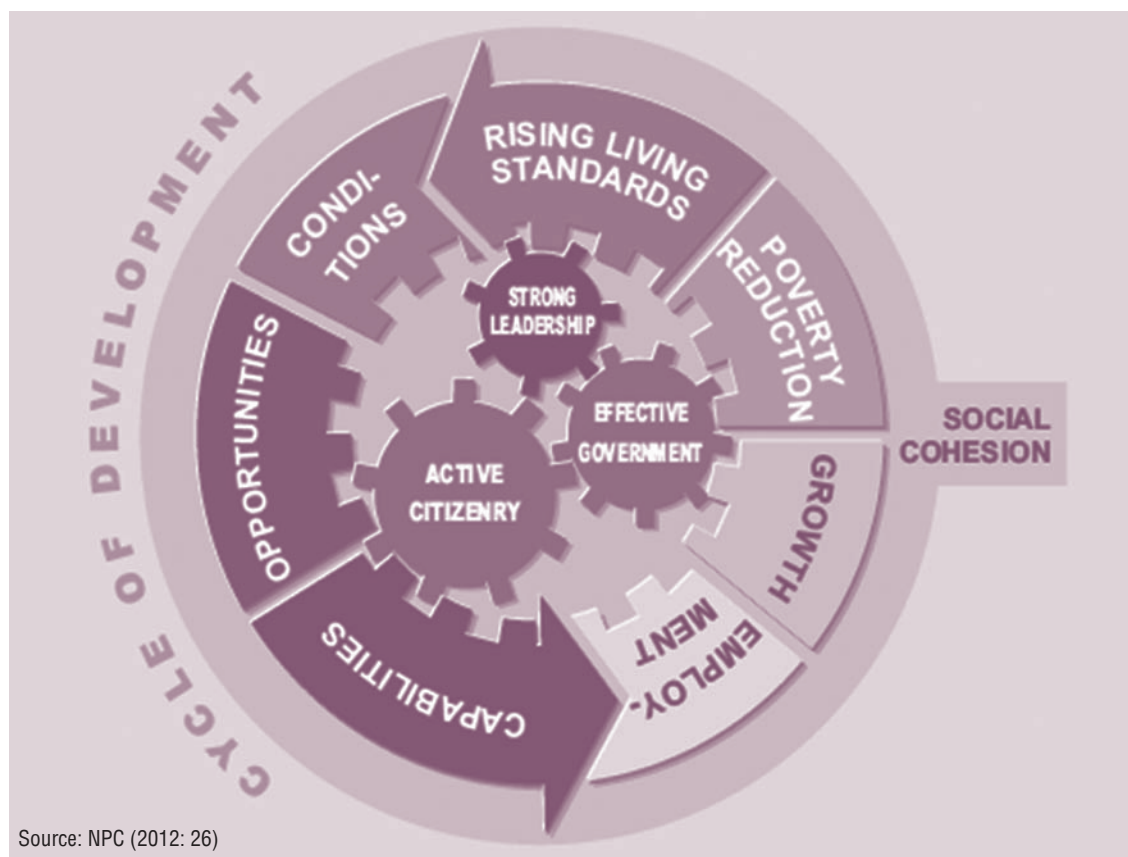 CYCLE OF DEVELOPMENT
RISING LIVING
STANDARDS
CONDI-
TIONS
POVERTY
REDUCTION
STRONG
LEADERSHIP
OPPORTUNITIES
EFFECTIVE
GOVERNMENT
SOCIAL
COHESION
ACTIVE
CITIZENRY
GROWTH
CAPABILITIES
EMPLOY-
MENT
Source: NPC (2012: 26)